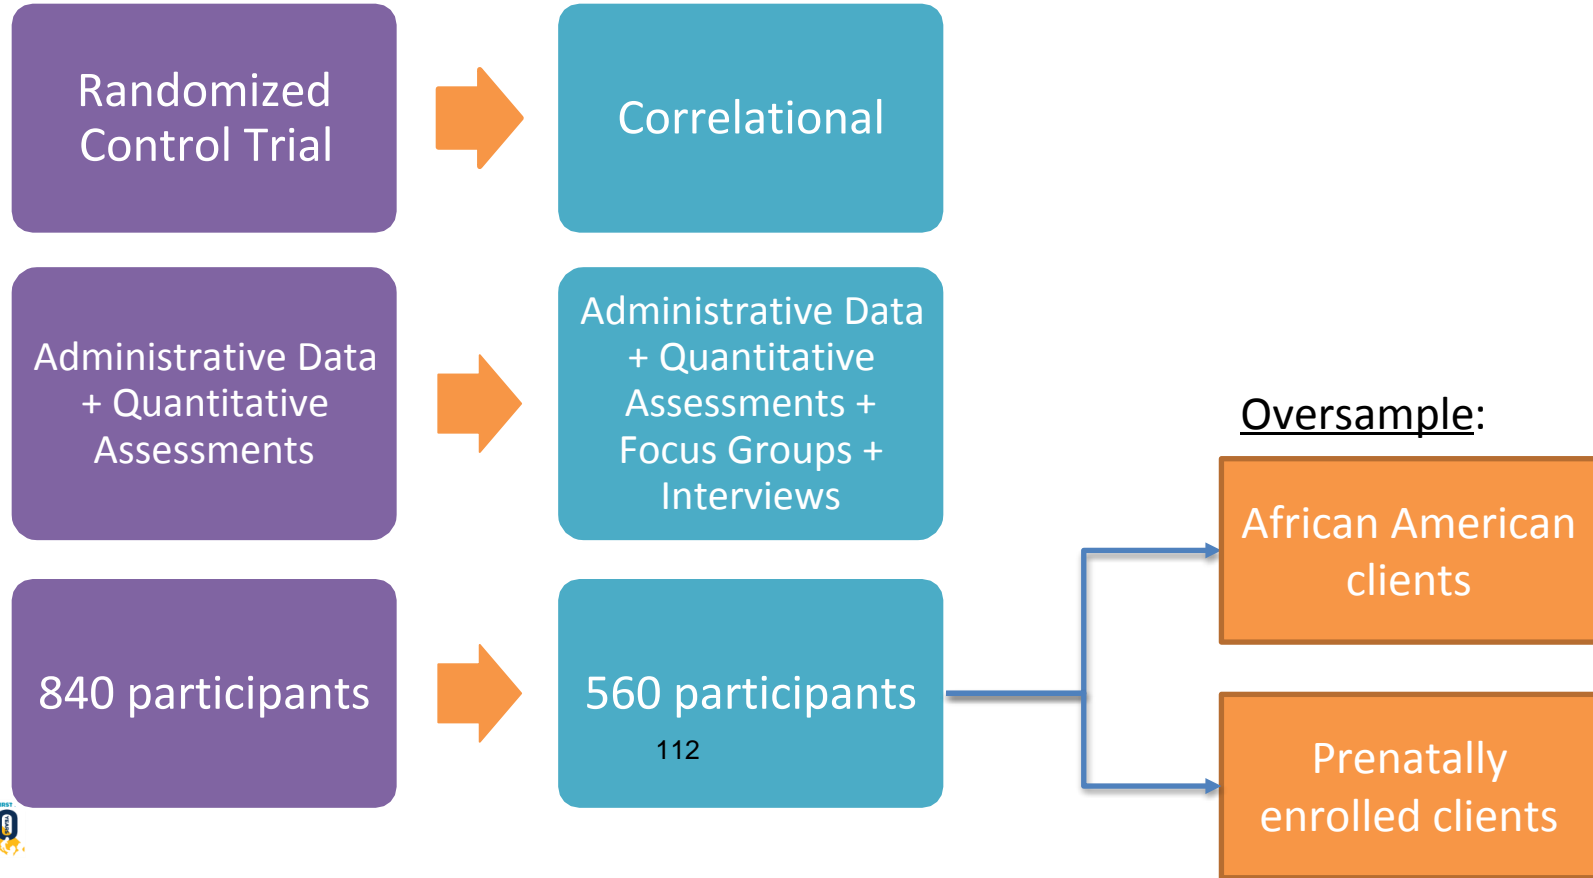 Randomized
Control Trial
Correlational
Administrative Data
+ Quantitative
Assessments
Administrative Data
+ Quantitative
Assessments +
Focus Groups +
Interviews
840 participants
560 participants
112
Oversample:
African American
clients
Prenatally
enrolled clients